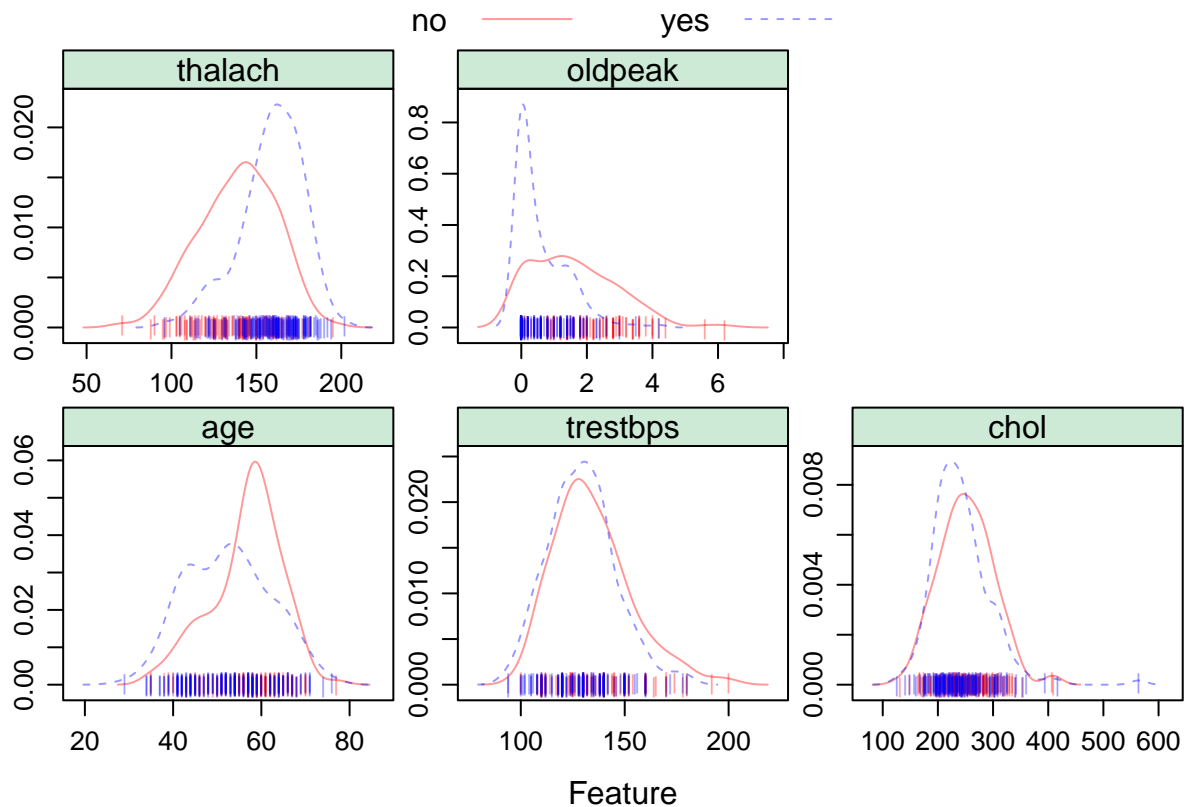 no yes
thalach oldpeak
0.000 0.010 0.020
0.0 0.2 0.4 0.6 0.8
50 100 150 200
0 2 4 6
age trestbps chol
0.00 0.02 0.04 0.06
0.000 0.010 0.020
0.000 0.004 0.008
20 40 60 80
100 150 200
100 200 300 400 500 600
Feature